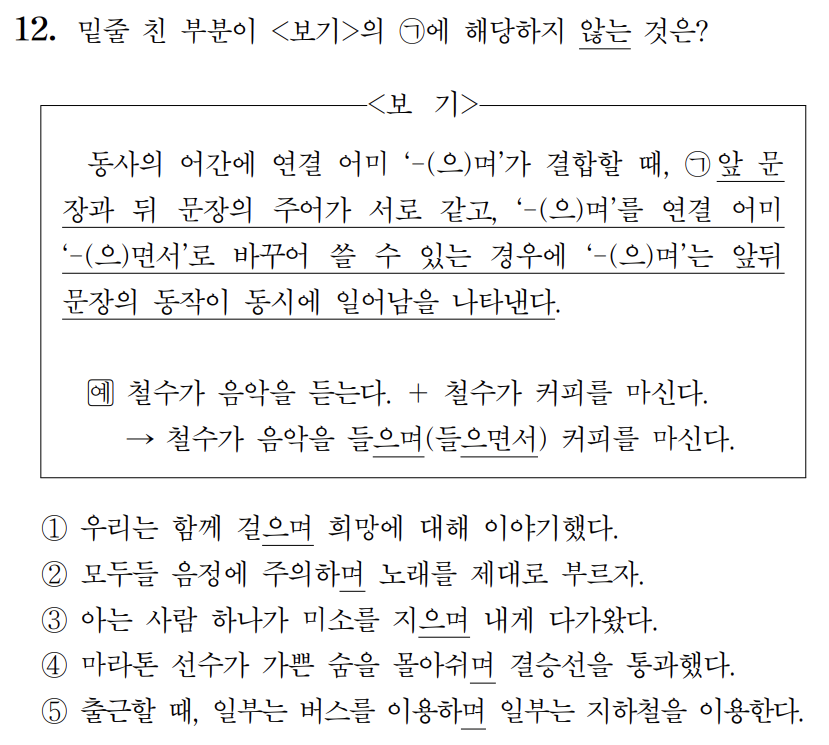 12. 밑줄 친 부분이 <보기>의 ㉠에 해당하지 않는 것은?
<보 기>
동사의 어간에 연결 어미 ‘-(으)며’가 결합할 때, ㉠앞 문
장과 뒤 문장의 주어가 서로 같고, ‘-(으)며’를 연결 어미
‘-(으)면서’로 바꾸어 쓸 수 있는 경우에 ‘-(으)며’는 앞뒤
문장의 동작이 동시에 일어남을 나타낸다.
예 철수가 음악을 듣는다. + 철수가 커피를 마신다.
→ 철수가 음악을 들으며(들으면서) 커피를 마신다.
① 우리는 함께 걸으며 희망에 대해 이야기했다.
② 모두들 음정에 주의하며 노래를 제대로 부르자.
③ 아는 사람 하나가 미소를 지으며 내게 다가왔다.
④ 마라톤 선수가 가쁜 숨을 몰아쉬며 결승선을 통과했다.
⑤ 출근할 때, 일부는 버스를 이용하며 일부는 지하철을 이용한다.